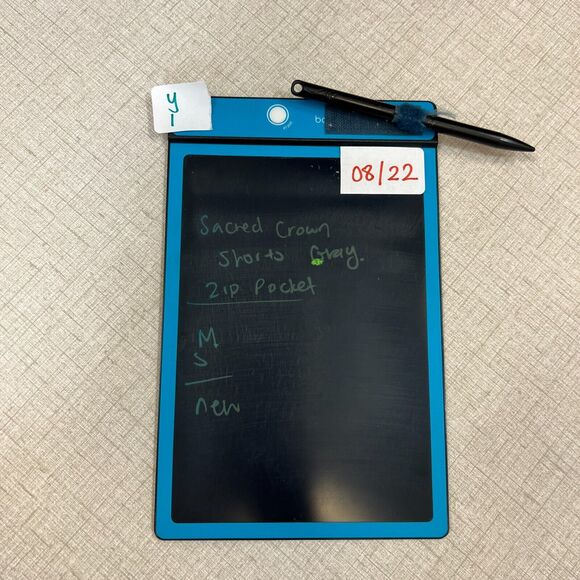 y
1
08/22
Sacred Crown
Shorts Gray.
Zip Pocket
M
S
new